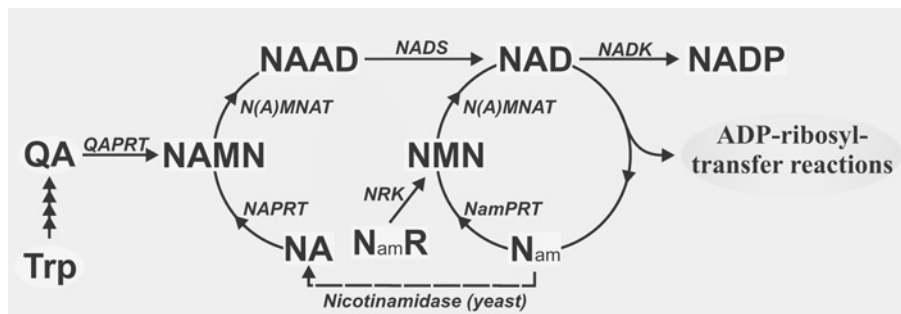 NAAD NADS NAD NADK NADP
N(A)MNAT N(A)MNAT
QA QAPRT NAMN NMN ADP-ribosyl-
transfer reactions
NAPRT NRK NamPRT
Trp NA NamR Nam
Nicotinamidase (yeast)